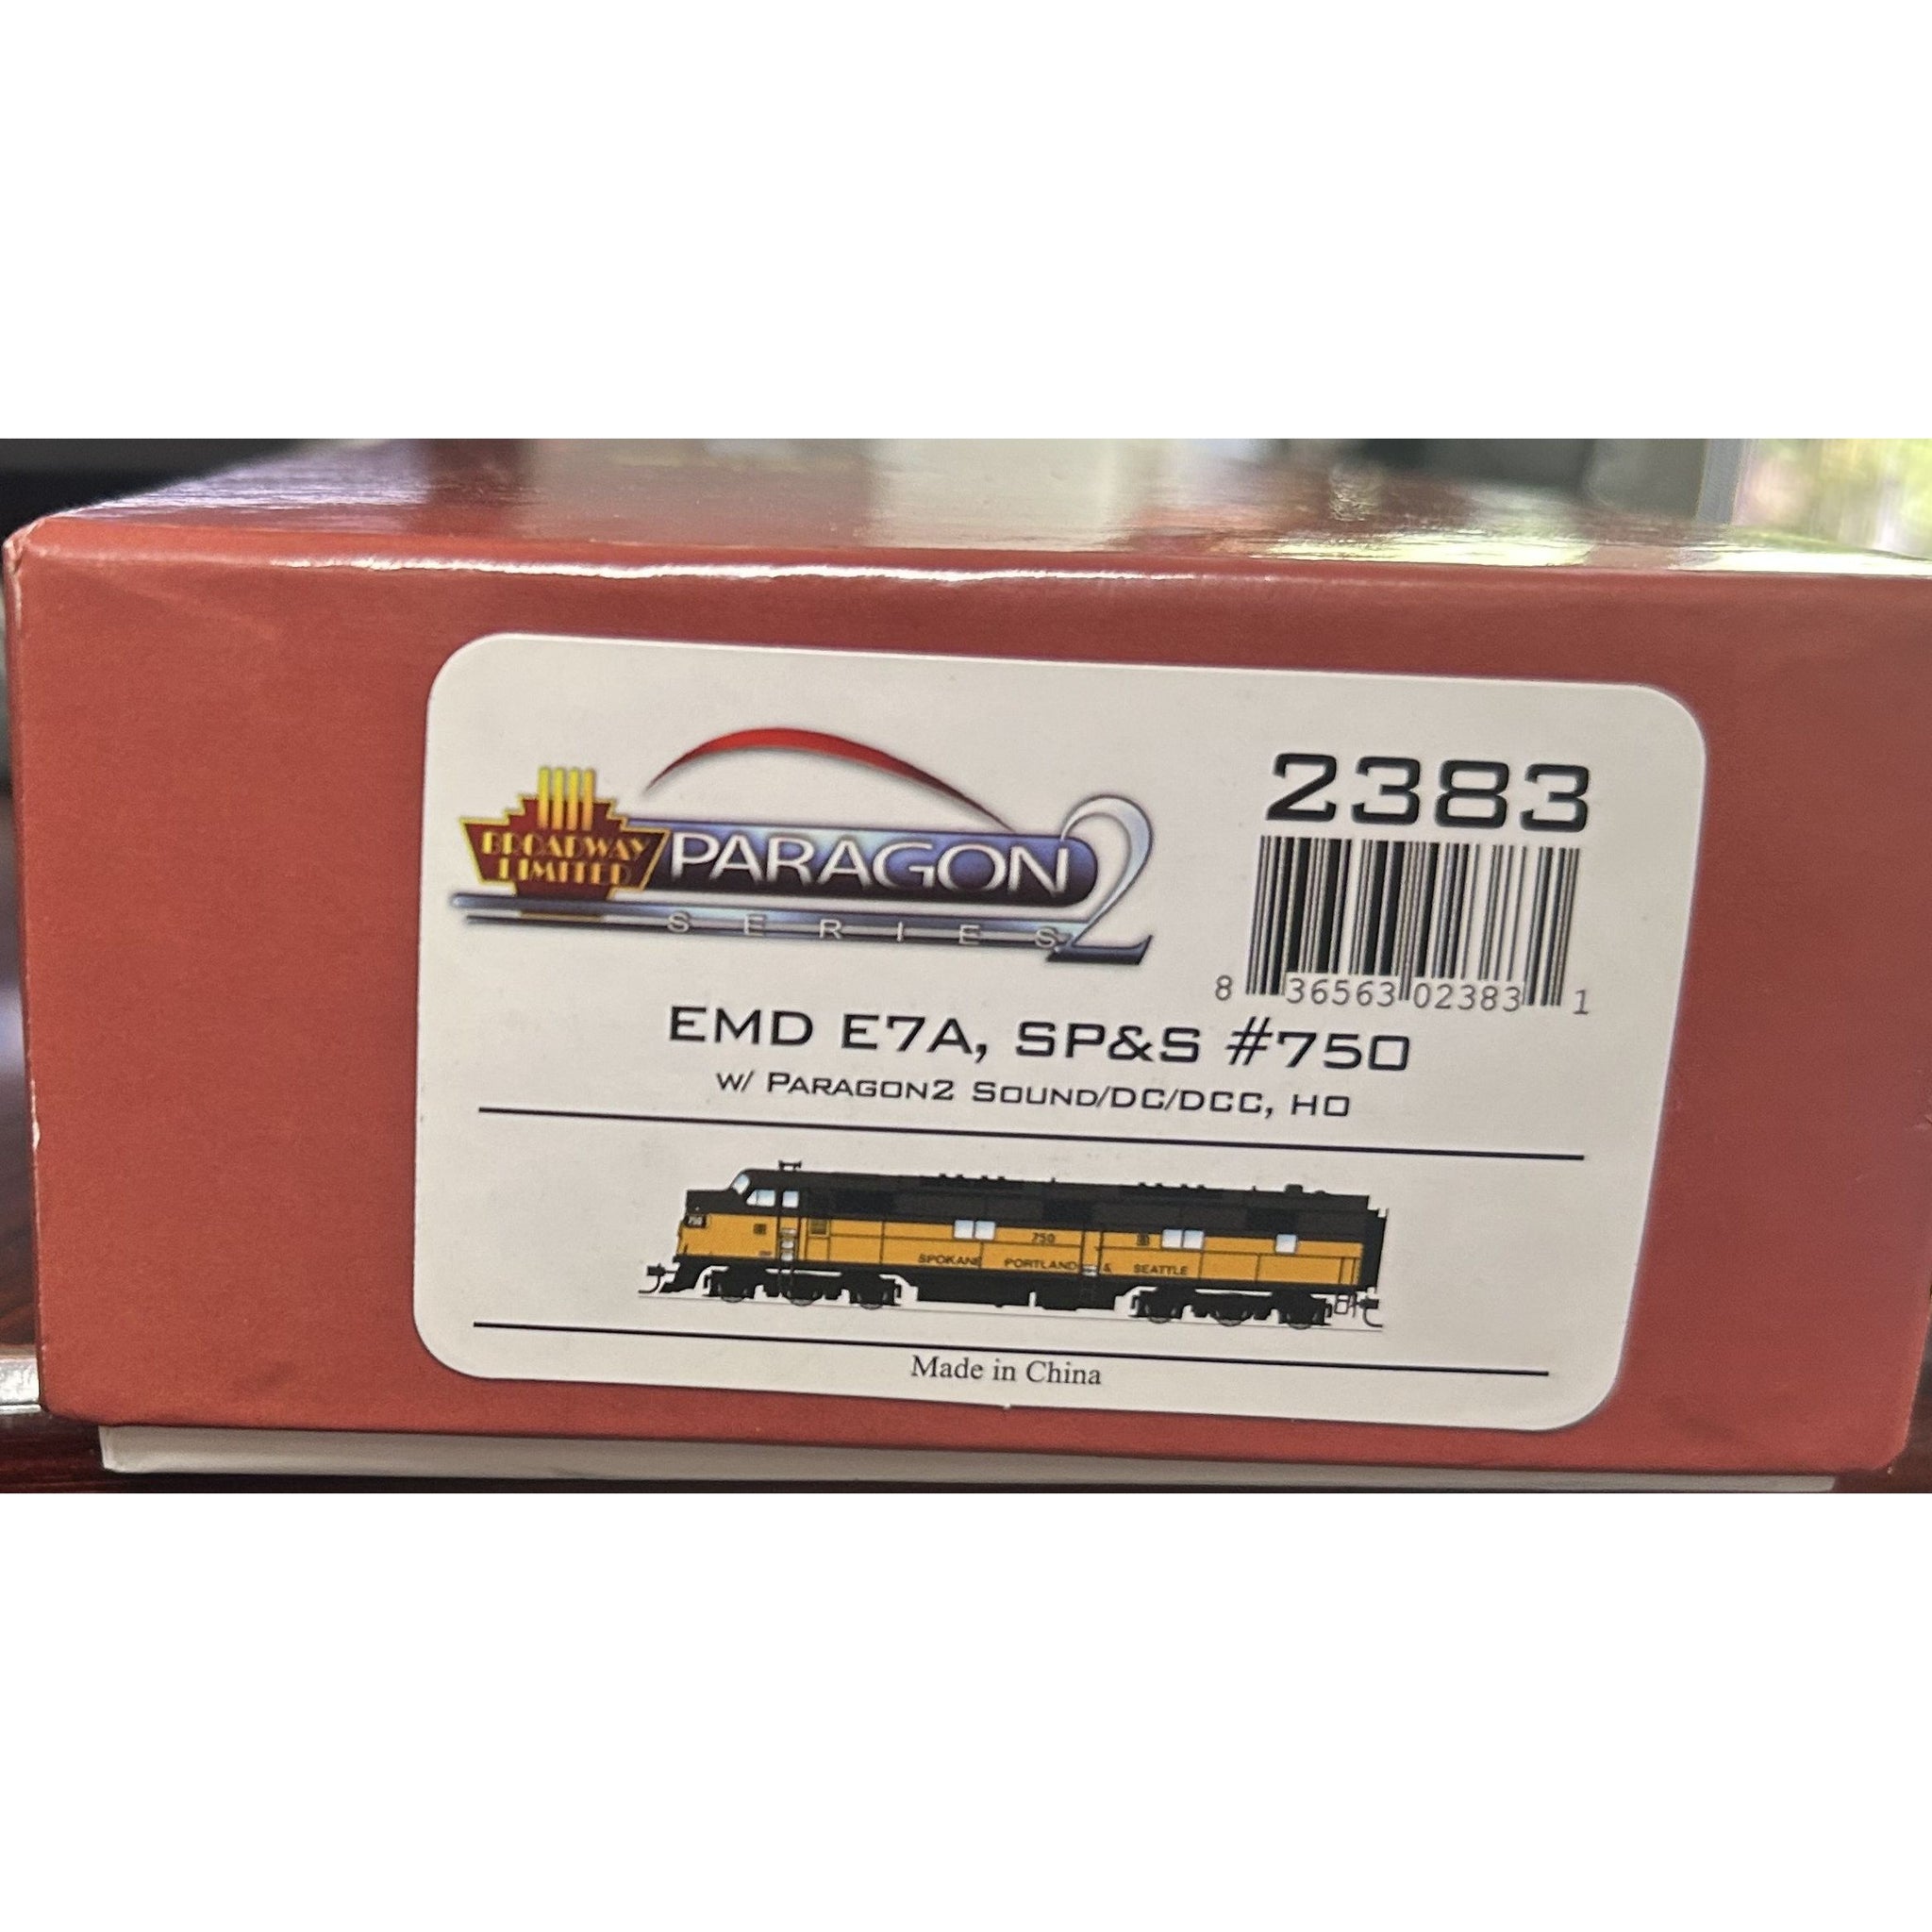 BROADWAY
LIMITED
PARAGON 2
SERIES
2383
8 36563 02383 1
EMD E7A, SP&S #750
W/ PARAGON2 SOUND/DC/DCC, HO
750
750
SPOKANE PORTLAND & SEATTLE
Made in China